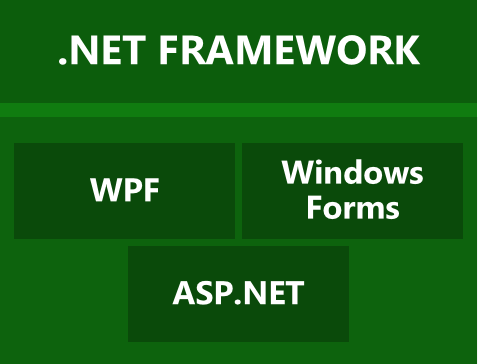 .NET FRAMEWORK
WPF
Windows
Forms
ASP.NET